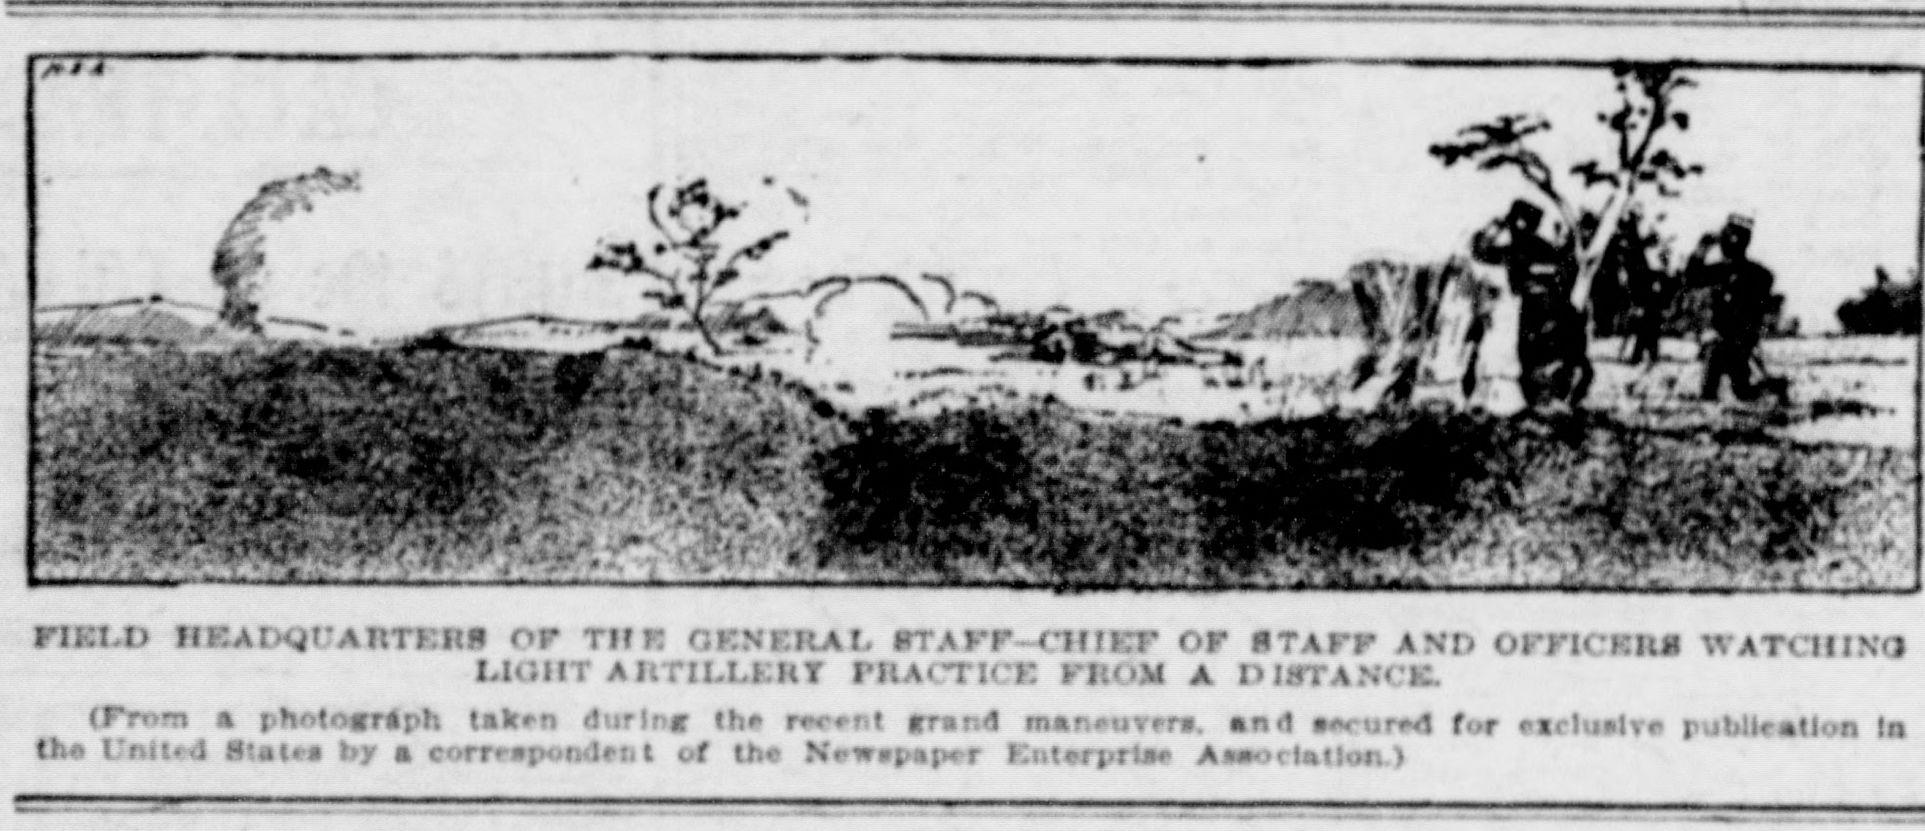 FIELD HEADQUARTERS OF THE GENERAL STAFF—CHIEF OF STAFF AND OFFICERS WATCHING
LIGHT ARTILLERY PRACTICE FROM A DISTANCE.
(From a photograph taken during the recent grand maneuvers, and secured for exclusive publication in
the United States by a correspondent of the Newspaper Enterprise Association.)